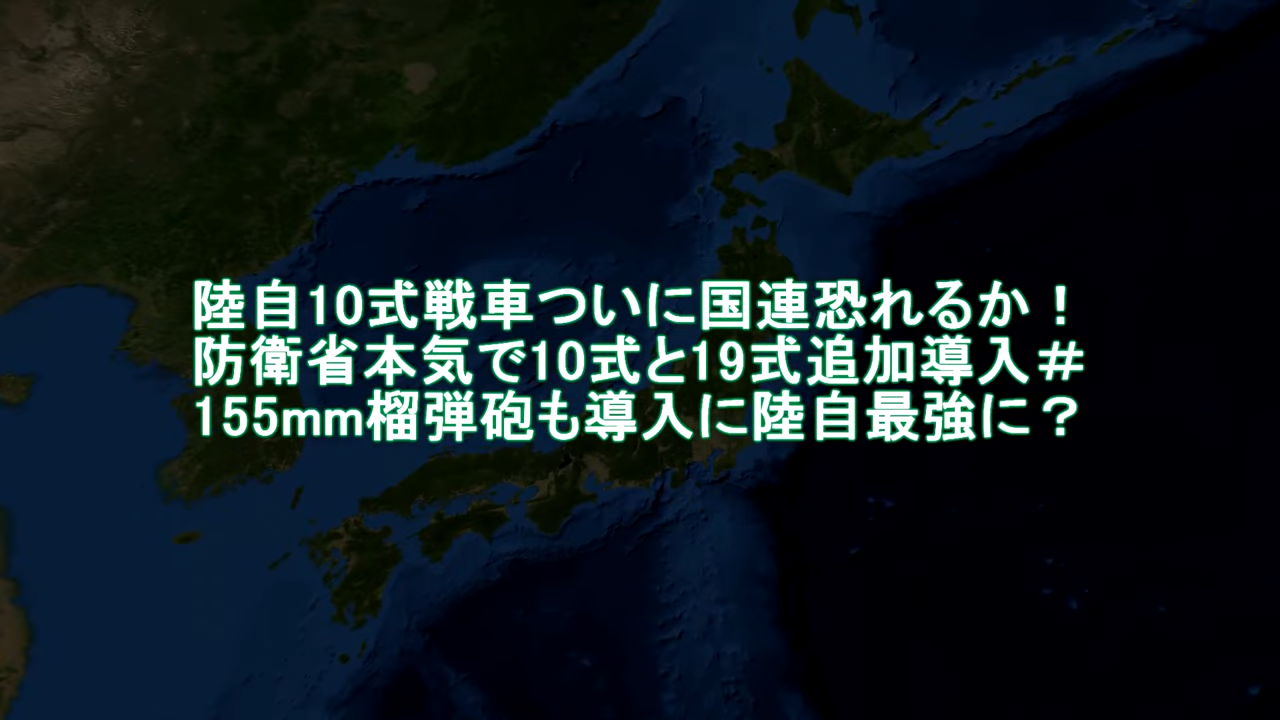 陸自10式戦車ついに国連恐れるか！
防衛省本気で10式と19式追加導入＃
155mm榴弾砲も導入に陸自最強に？